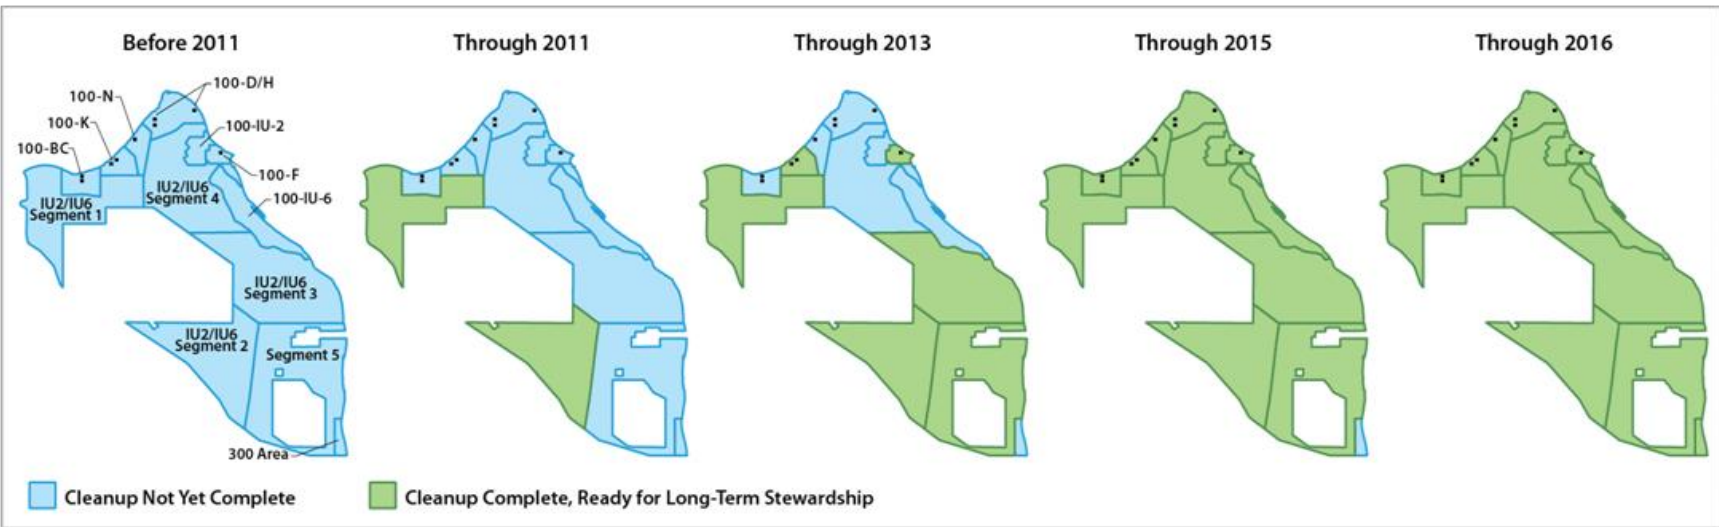 Before 2011
Through 2011
Through 2013
Through 2015
Through 2016
100-D/H
100-N
100-K
100-IU-2
100-BC
100-F
IU2/IU6
Segment 4
100-IU-6
IU2/IU6
Segment 1
IU2/IU6
Segment 3
IU2/IU6
Segment 2
Segment 5
300 Area
Cleanup Not Yet Complete
Cleanup Complete, Ready for Long-Term Stewardship